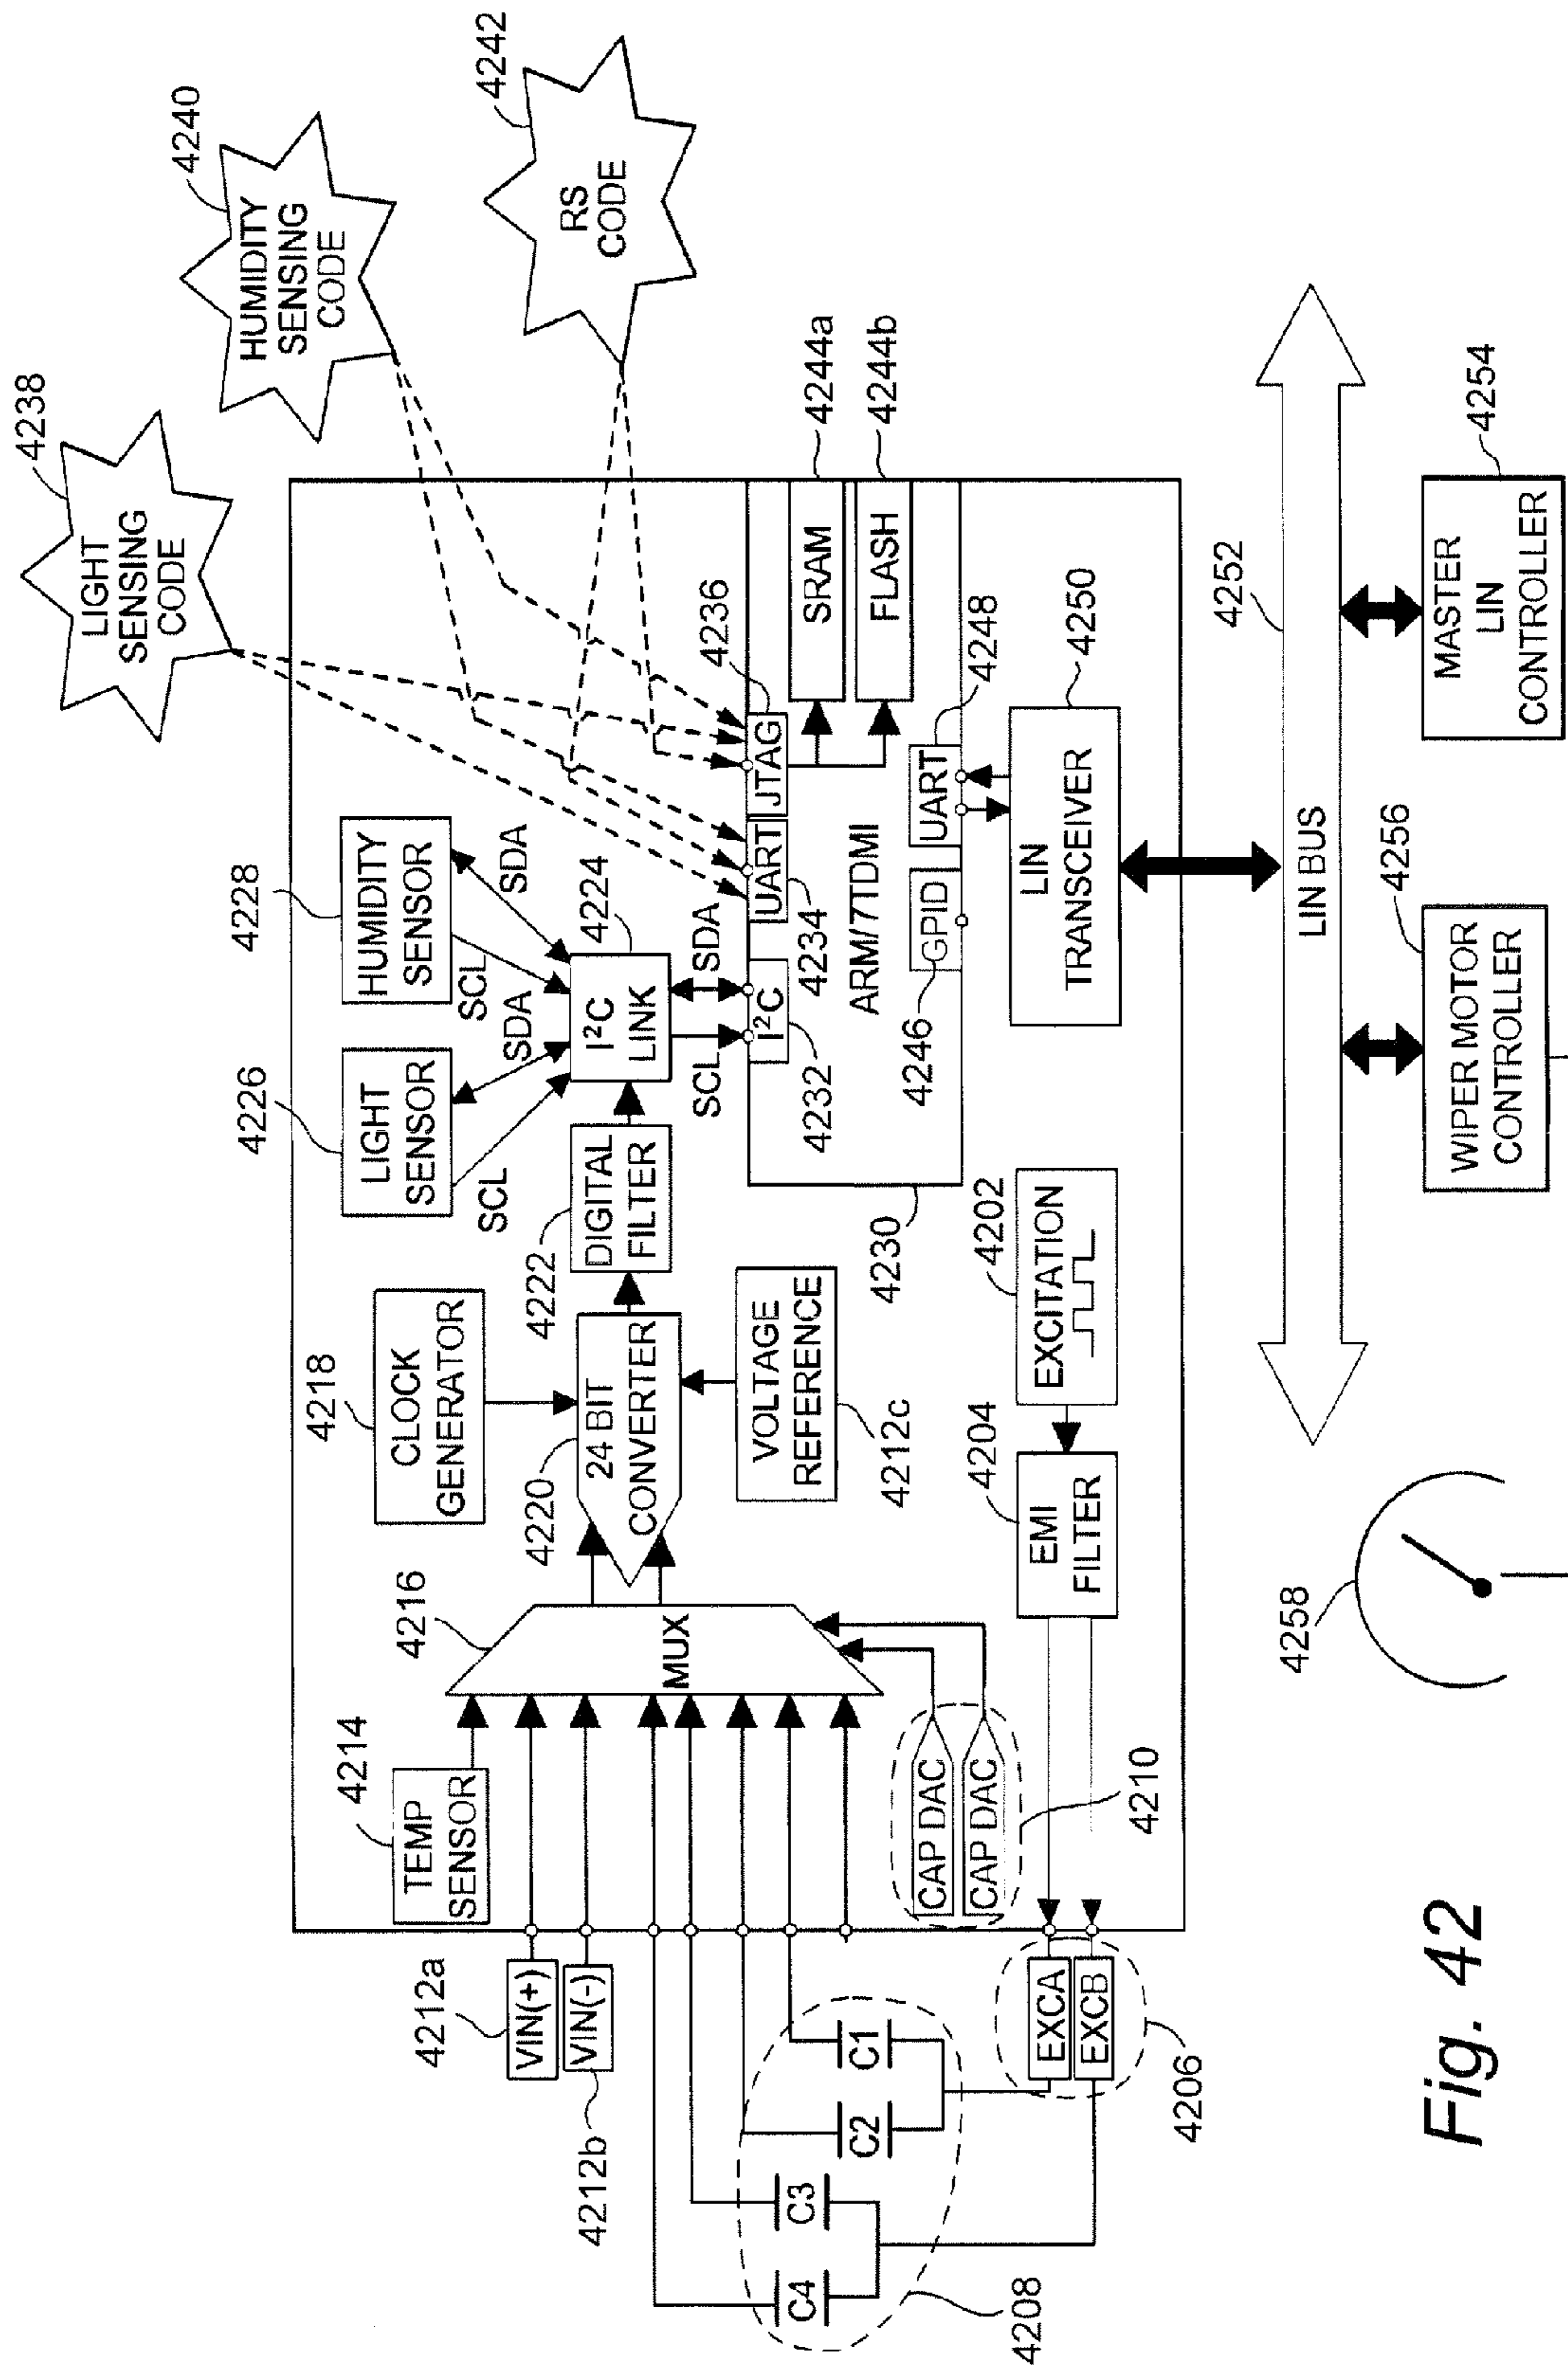 4238
LIGHT
SENSING
CODE
4240
HUMIDITY
SENSING
CODE
4242
RS
CODE
4214
TEMP
SENSOR
4216
MUX
4218
CLOCK
GENERATOR
4220
24 BIT
CONVERTER
4222
DIGITAL
FILTER
4226
LIGHT
SENSOR
SCL
SDA
4228
HUMIDITY
SENSOR
SCL
SDA
4224
I²C
LINK
SCL
SDA
VOLTAGE
REFERENCE
4212c
4212a
VIN(+)
VIN(-)
4212b
I²C
4232
UART
4234
JTAG
4236
SRAM
4244a
FLASH
4244b
ARM/7TDMI
4230
GPID
4246
UART
4248
LIN
TRANSCEIVER
4250
EXCITATION
4202
EMI
FILTER
4204
CAP DAC
CAP DAC
4210
C4
C3
C2
C1
4208
EXCA
EXCB
4206
4252
LIN BUS
WIPER MOTOR
CONTROLLER
4256
MASTER
LIN
CONTROLLER
4254
4258
Fig. 42